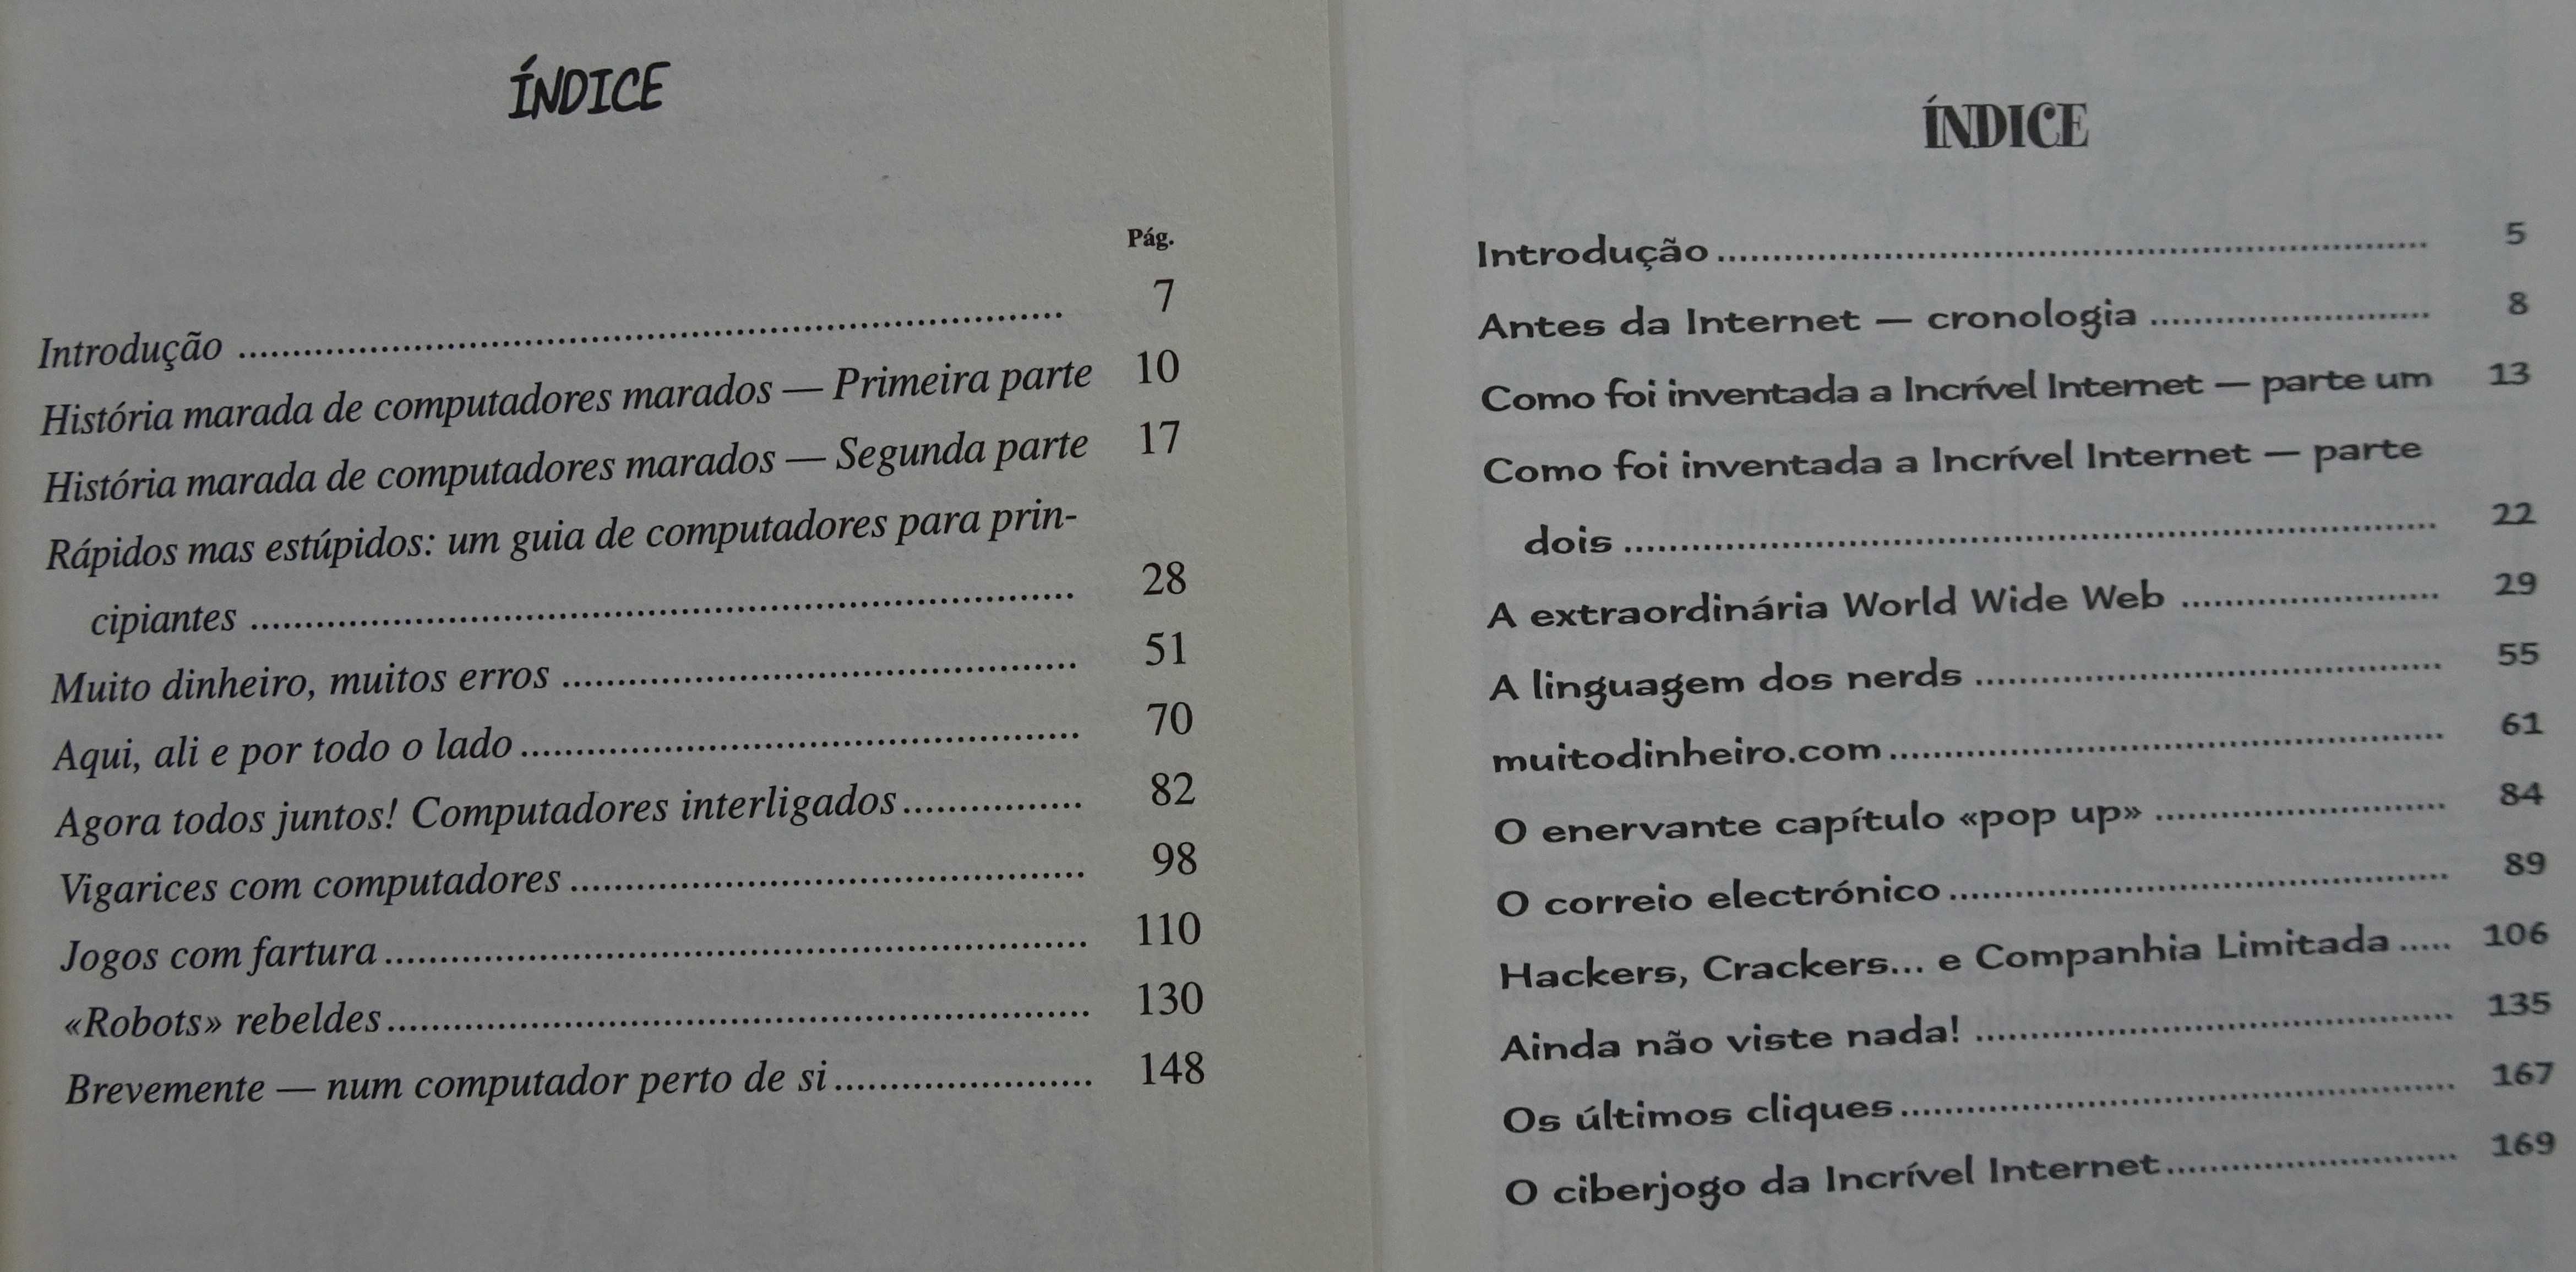 ÍNDICE
Pág.
Introdução ........................................ 7
História marada de computadores marados — Primeira parte 10
História marada de computadores marados — Segunda parte 17
Rápidos mas estúpidos: um guia de computadores para prin-
cipiantes ........................................ 28
Muito dinheiro, muitos erros ........................................ 51
Aqui, ali e por todo o lado ........................................ 70
Agora todos juntos! Computadores interligados ................ 82
Vigarices com computadores ........................................ 98
Jogos com fartura ........................................ 110
«Robots» rebeldes ........................................ 130
Brevemente — num computador perto de si ........................ 148
ÍNDICE
Introdução ........................................ 5
Antes da Internet — cronologia ........................ 8
Como foi inventada a Incrível Internet — parte um 13
Como foi inventada a Incrível Internet — parte
dois ........................................ 22
A extraordinária World Wide Web ........................ 29
A linguagem dos nerds ........................................ 55
muitodinheiro.com ........................................ 61
O enervante capítulo «pop up» ........................ 84
O correio electrónico ........................................ 89
Hackers, Crackers... e Companhia Limitada ..... 106
Ainda não viste nada! ........................................ 135
Os últimos cliques ........................................ 167
O ciberjogo da Incrível Internet ........................ 169